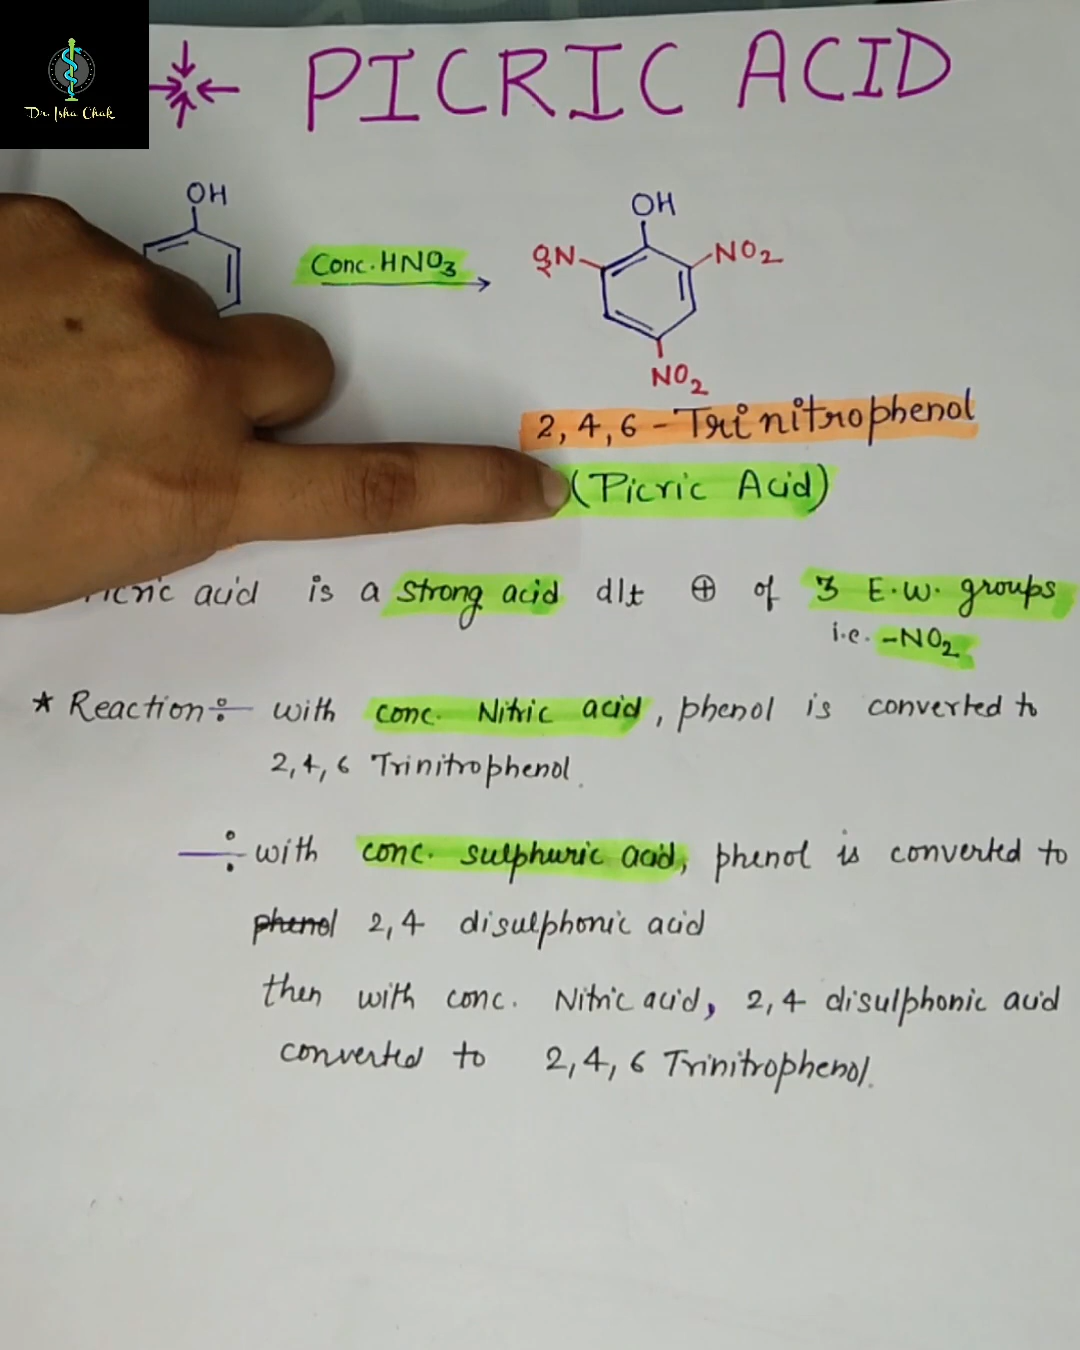 Dr. Isha Chak
PICRIC ACID
OH
Conc. HNO3
OH
O2N
NO2
NO2
2, 4, 6 - Trinitrophenol
(Picric Acid)
acid is a strong acid d/t ⊕ of 3 E.W. groups
i.e. -NO2
* Reaction ÷ with conc. Nitric acid, phenol is converted to
2, 4, 6 Trinitrophenol.
÷ with conc. sulphuric acid, phenol is converted to
phenol 2, 4 disulphonic acid
then with conc. Nitric acid, 2, 4 disulphonic acid
converted to 2, 4, 6 Trinitrophenol.